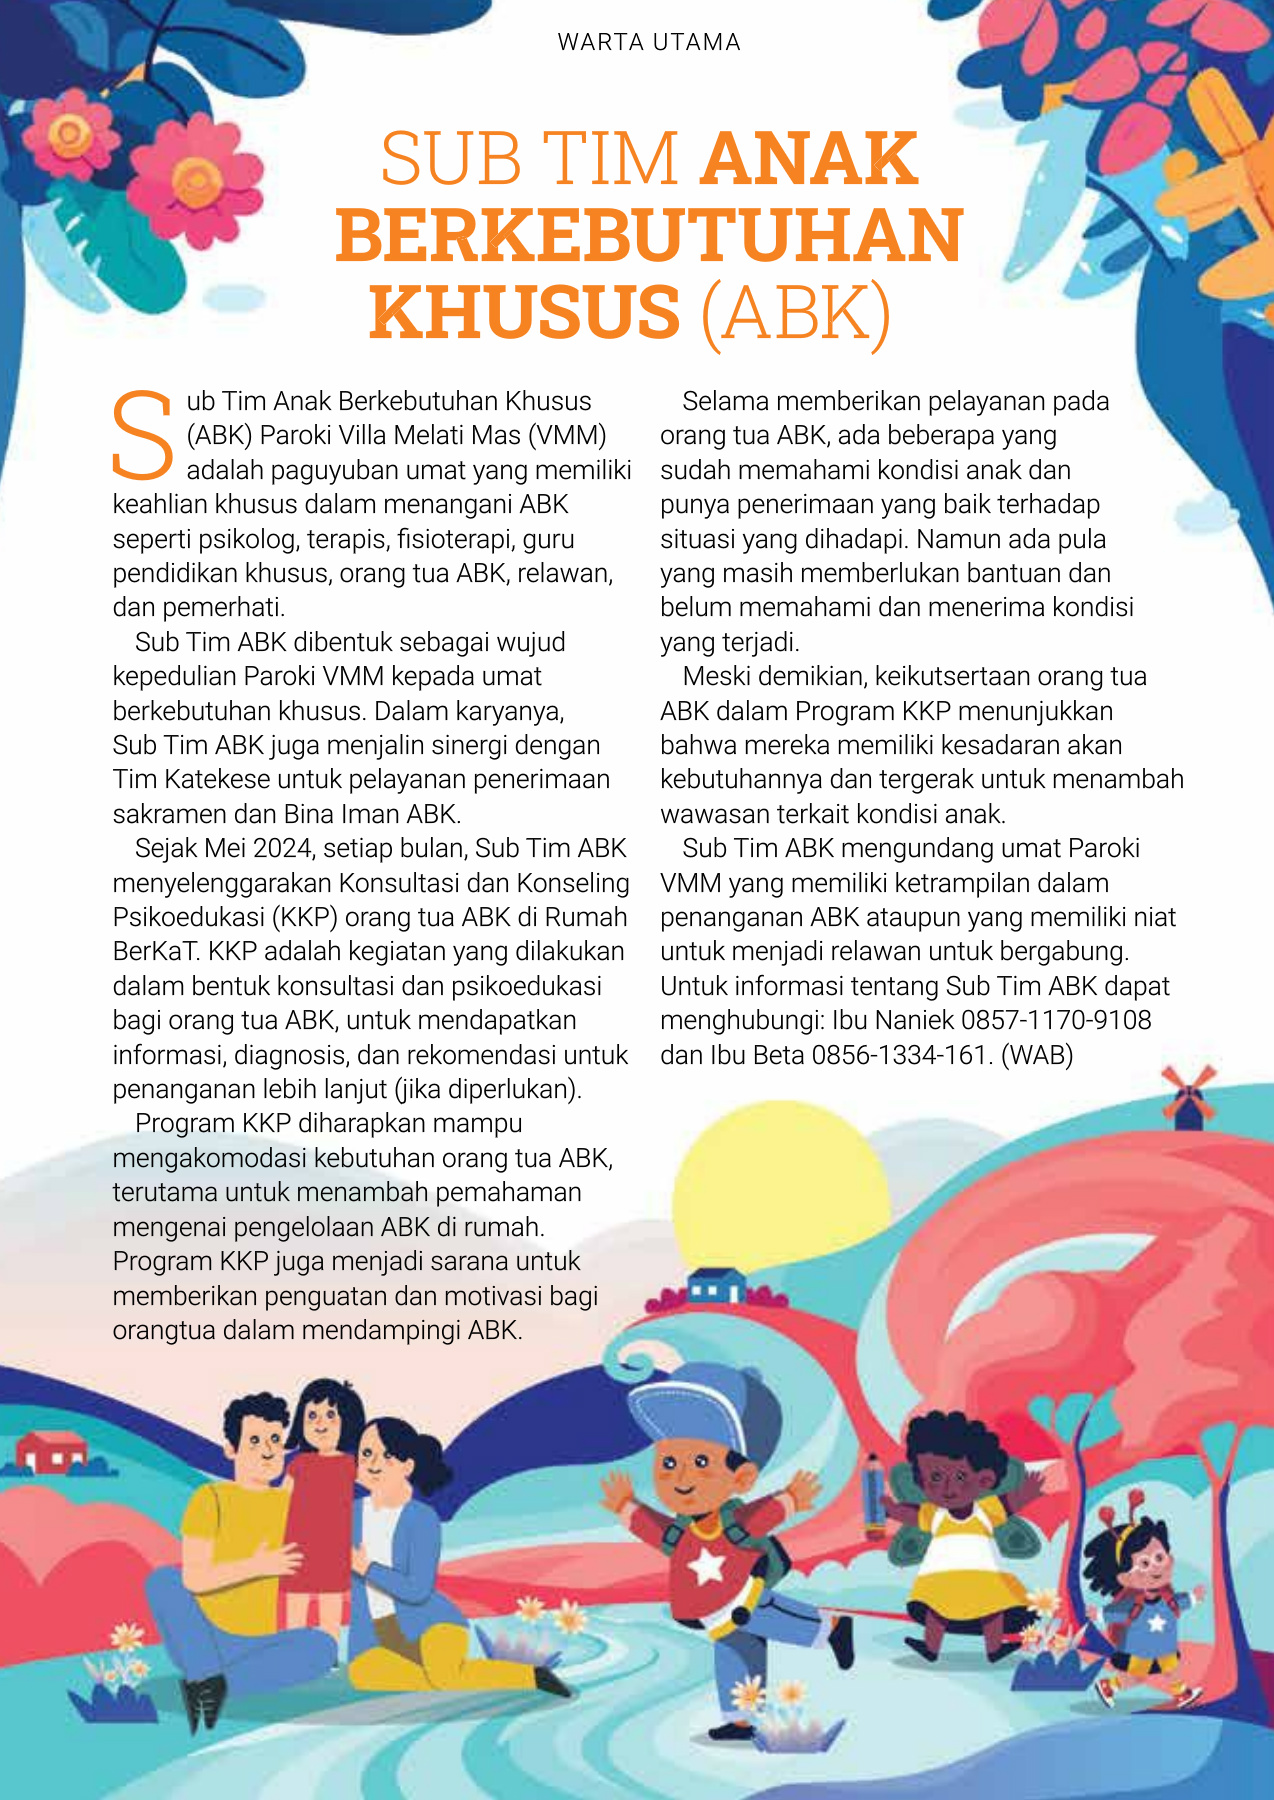 WARTA UTAMA
SUB TIM ANAK
BERKEBUTUHAN
KHUSUS (ABK)
Sub Tim Anak Berkebutuhan Khusus
(ABK) Paroki Villa Melati Mas (VMM)
adalah paguyuban umat yang memiliki
keahlian khusus dalam menangani ABK
seperti psikolog, terapis, fisioterapi, guru
pendidikan khusus, orang tua ABK, relawan,
dan pemerhati.
Sub Tim ABK dibentuk sebagai wujud
kepedulian Paroki VMM kepada umat
berkebutuhan khusus. Dalam karyanya,
Sub Tim ABK juga menjalin sinergi dengan
Tim Katekese untuk pelayanan penerimaan
sakramen dan Bina Iman ABK.
Sejak Mei 2024, setiap bulan, Sub Tim ABK
menyelenggarakan Konsultasi dan Konseling
Psikoedukasi (KKP) orang tua ABK di Rumah
BerKaT. KKP adalah kegiatan yang dilakukan
dalam bentuk konsultasi dan psikoedukasi
bagi orang tua ABK, untuk mendapatkan
informasi, diagnosis, dan rekomendasi untuk
penanganan lebih lanjut (jika diperlukan).
Program KKP diharapkan mampu
mengakomodasi kebutuhan orang tua ABK,
terutama untuk menambah pemahaman
mengenai pengelolaan ABK di rumah.
Program KKP juga menjadi sarana untuk
memberikan penguatan dan motivasi bagi
orangtua dalam mendampingi ABK.
Selama memberikan pelayanan pada
orang tua ABK, ada beberapa yang
sudah memahami kondisi anak dan
punya penerimaan yang baik terhadap
situasi yang dihadapi. Namun ada pula
yang masih memberlukan bantuan dan
belum memahami dan menerima kondisi
yang terjadi.
Meski demikian, keikutsertaan orang tua
ABK dalam Program KKP menunjukkan
bahwa mereka memiliki kesadaran akan
kebutuhannya dan tergerak untuk menambah
wawasan terkait kondisi anak.
Sub Tim ABK mengundang umat Paroki
VMM yang memiliki ketrampilan dalam
penganan ABK ataupun yang memiliki niat
untuk menjadi relawan untuk bergabung.
Untuk informasi tentang Sub Tim ABK dapat
menghubungi: Ibu Naniek 0857-1170-9108
dan Ibu Beta 0856-1334-161. (WAB)